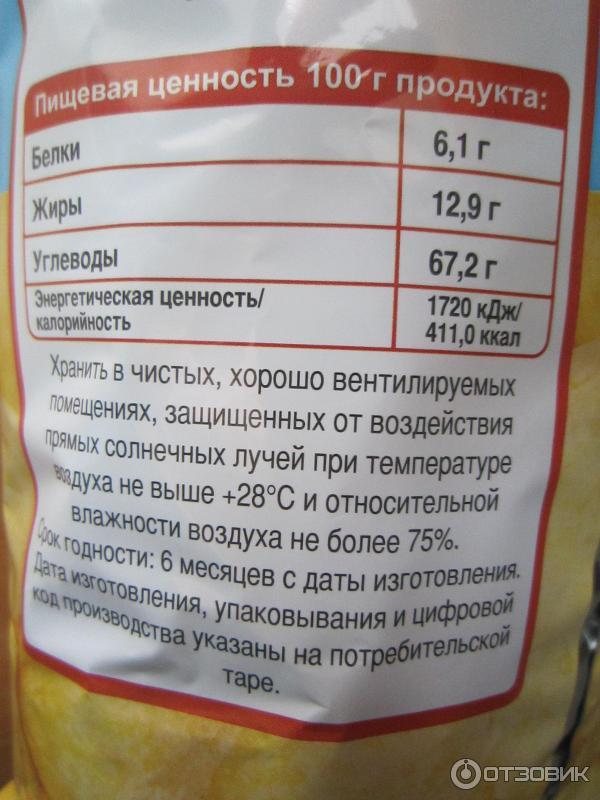 Пищевая ценность 100 г продукта:
Белки 6,1 г
Жиры 12,9 г
Углеводы 67,2 г
Энергетическая ценность/ 1720 кДж/
калорийность 411,0 ккал
Хранить в чистых, хорошо вентилируемых
помещениях, защищенных от воздействия
прямых солнечных лучей при температуре
воздуха не выше +28°С и относительной
влажности воздуха не более 75%.
Срок годности: 6 месяцев с даты изготовления.
Дата изготовления, упаковывания и цифровой
код производства указаны на потребительской
таре.
ОТЗОВИК